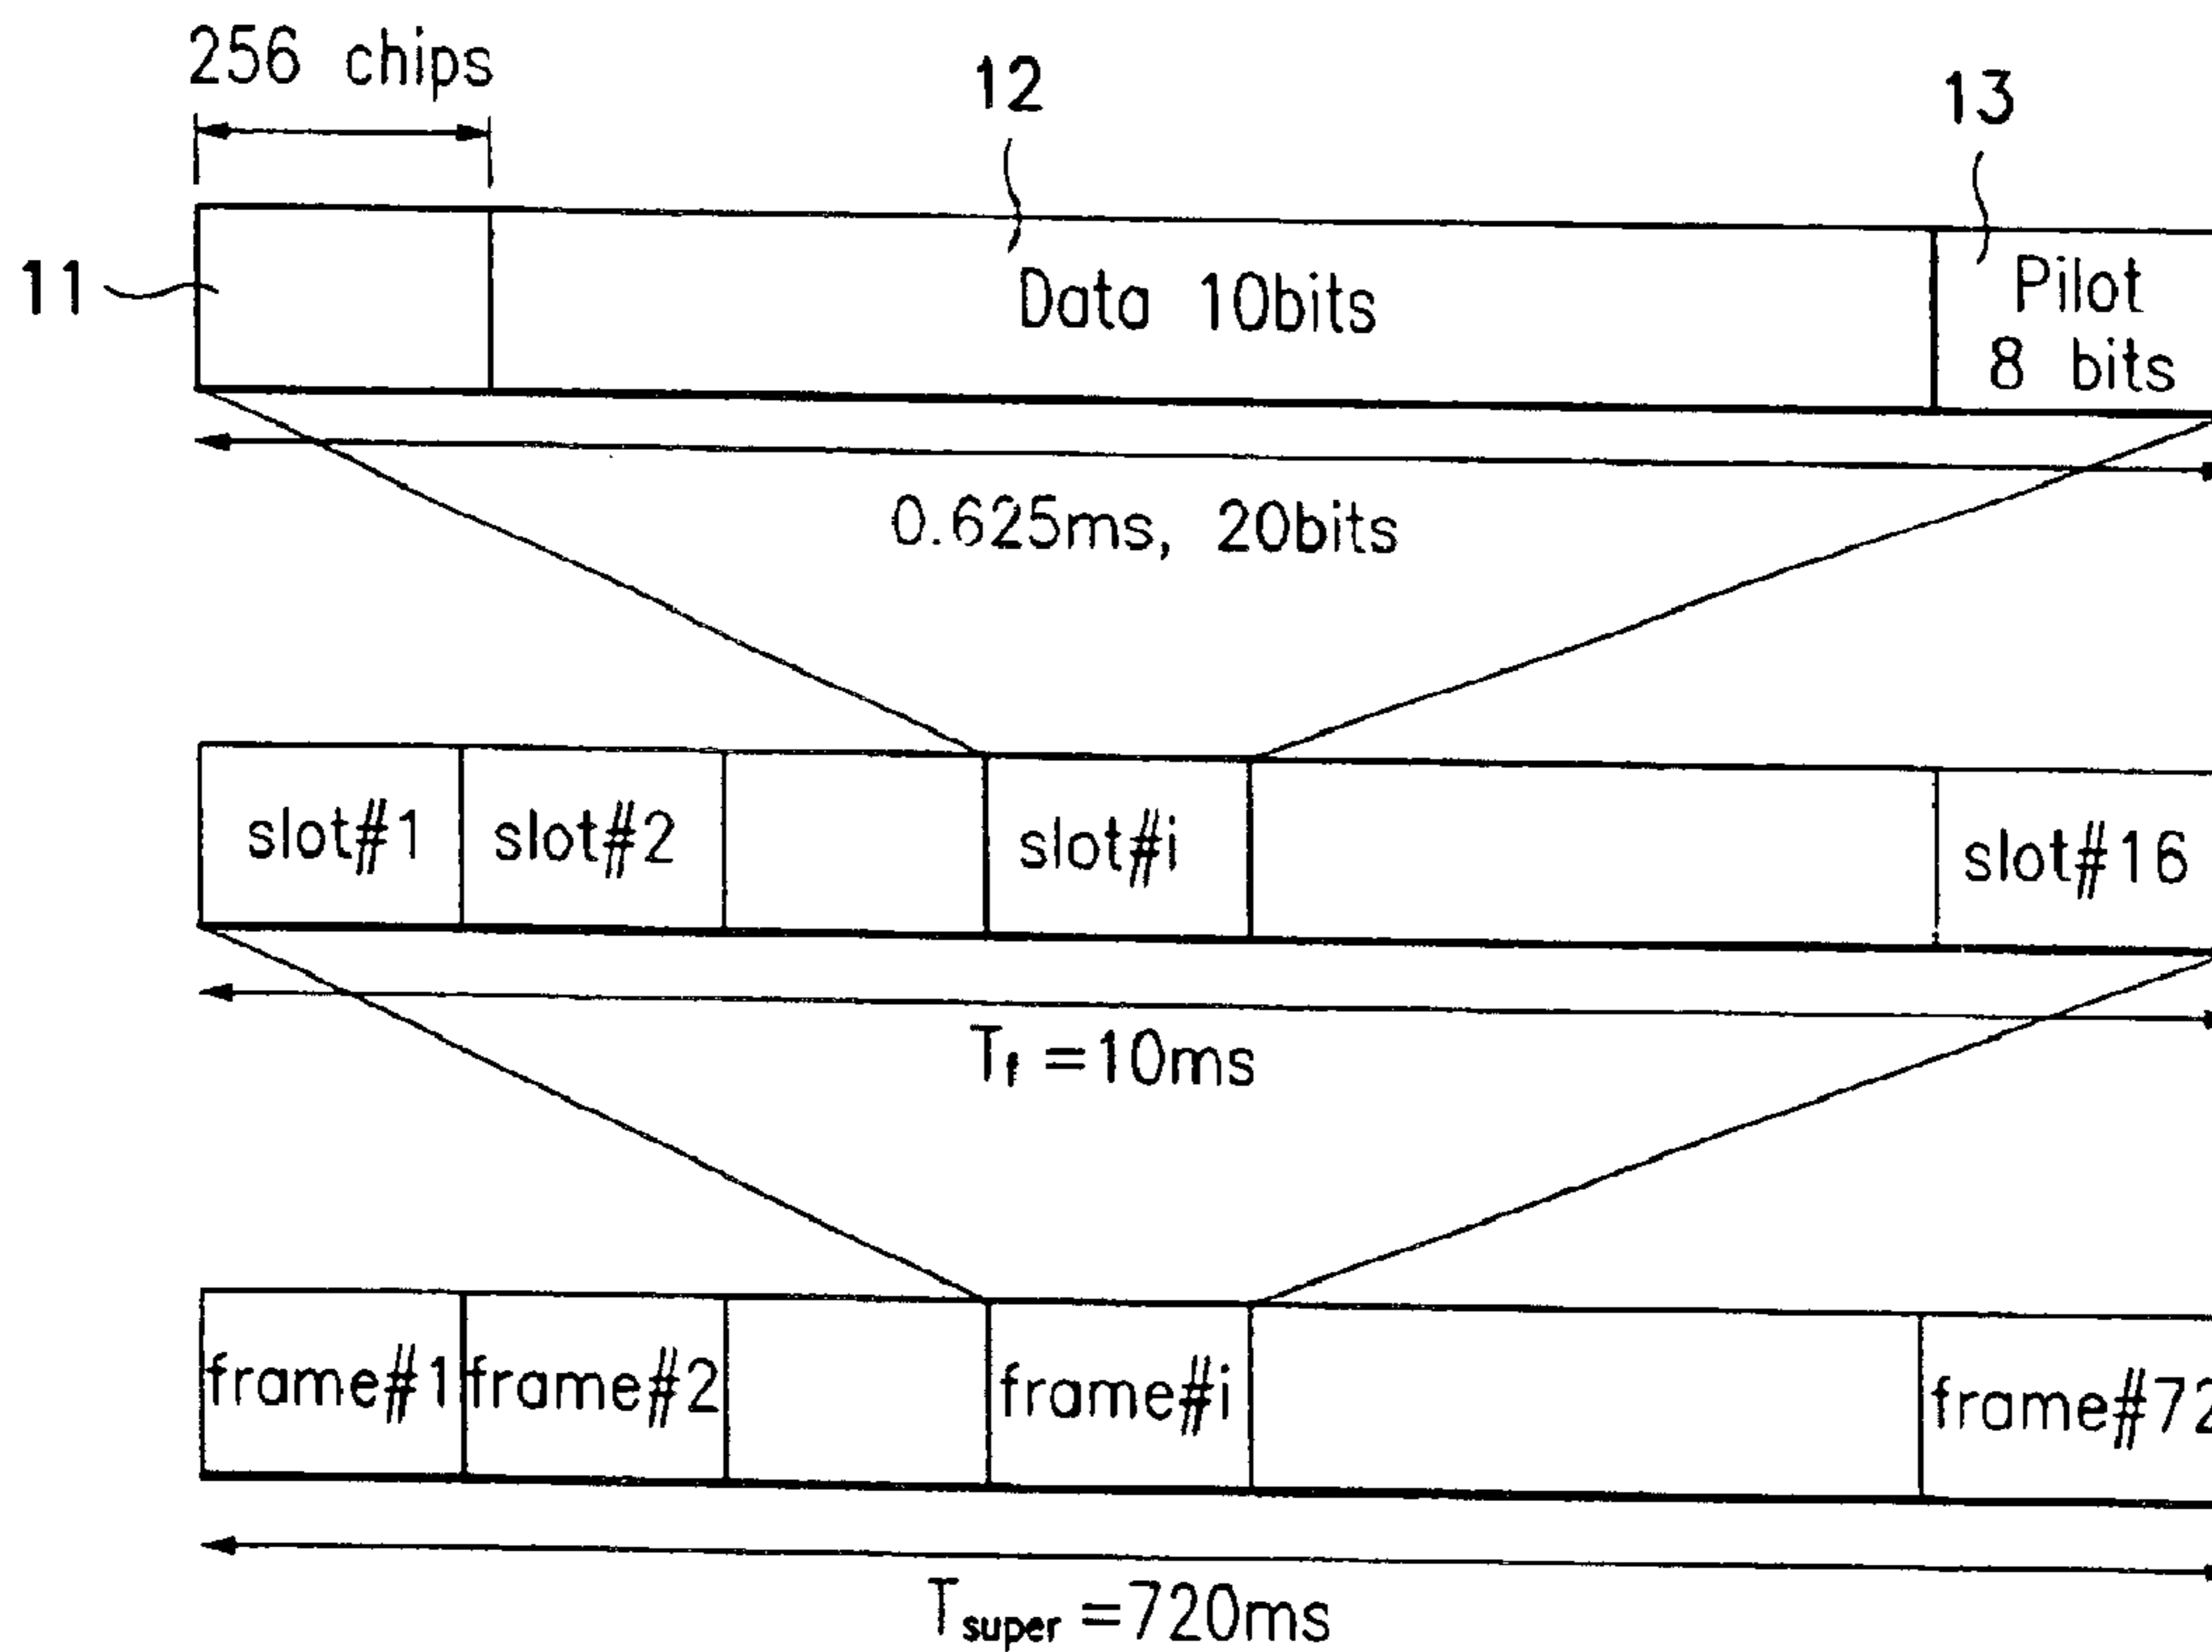 256 chips
12
13
11
Data 10bits
Pilot
8 bits
0.625ms, 20bits
slot#1 slot#2 slot#i slot#16
Tf =10ms
frame#1 frame#2 frame#i frame#72
Tsuper =720ms